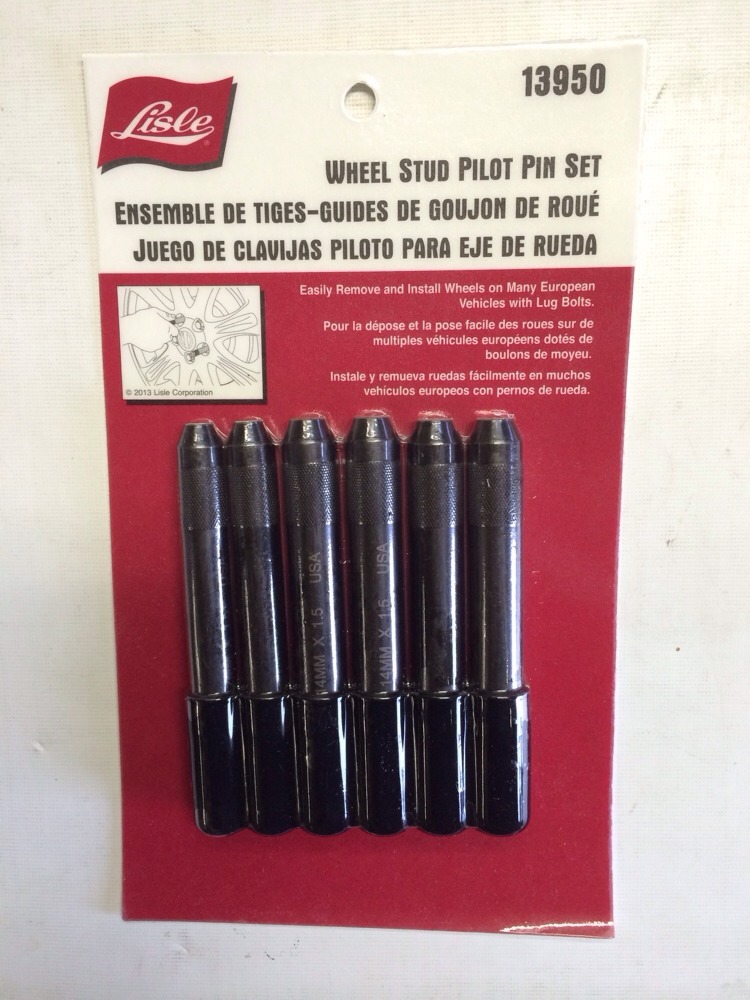 Lisle
®
13950
WHEEL STUD PILOT PIN SET
ENSEMBLE DE TIGES-GUIDES DE GOUJON DE ROUÉ
JUEGO DE CLAVIJAS PILOTO PARA EJE DE RUEDA
Easily Remove and Install Wheels on Many European
Vehicles with Lug Bolts.
Pour la dépose et la pose facile des roues sur de
multiples véhicules européens dotés de
boulons de moyeu.
Instale y remueva ruedas fácilmente en muchos
vehículos europeos con pernos de rueda.
© 2013 Lisle Corporation
14MM X 1.5 USA
14MM X 1.5 USA